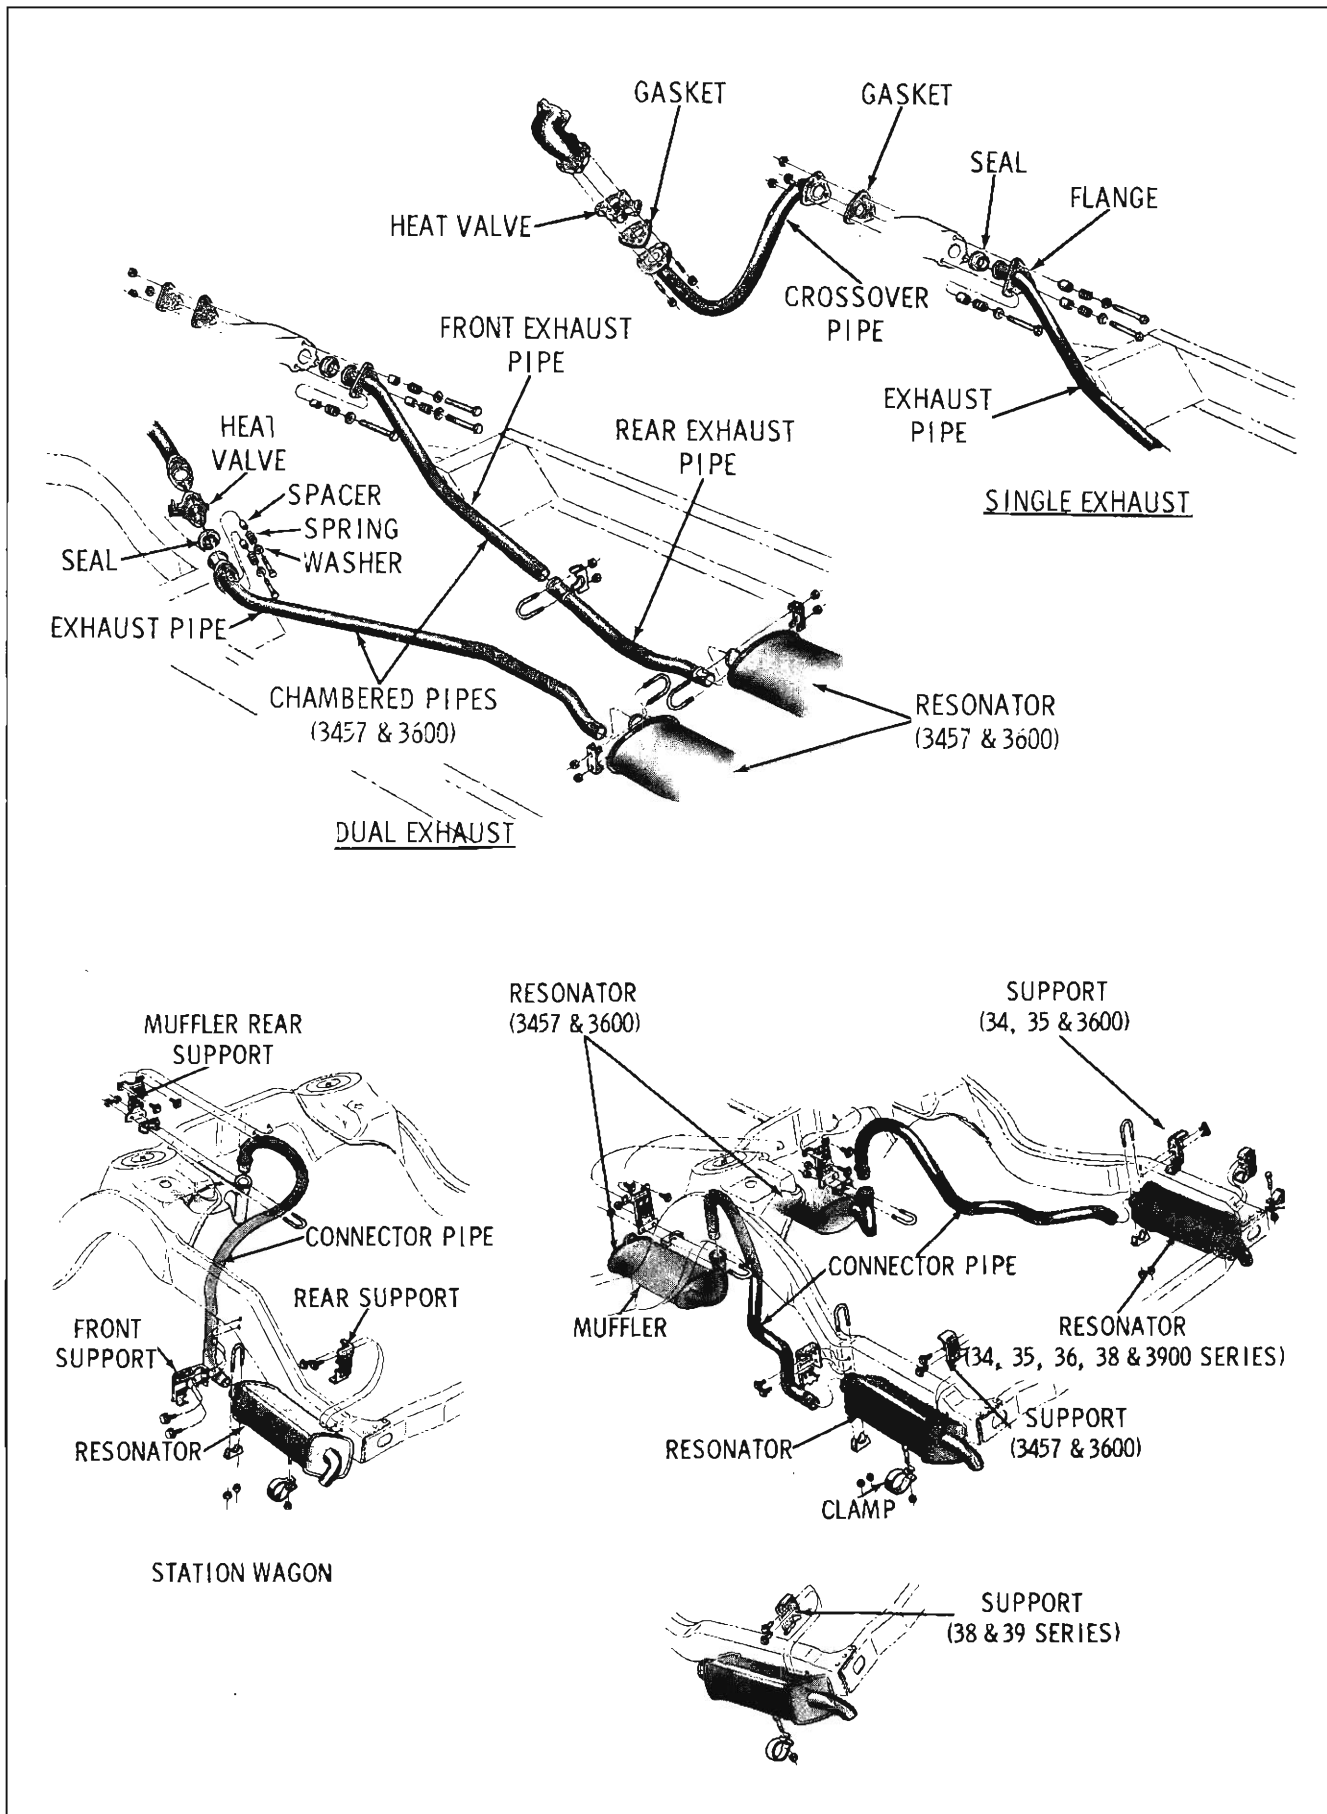 GASKET
GASKET
SEAL
FLANGE
HEAT VALVE
CROSSOVER
PIPE
EXHAUST
PIPE
SINGLE EXHAUST
FRONT EXHAUST
PIPE
REAR EXHAUST
PIPE
HEAT
VALVE
SPACER
SPRING
WASHER
SEAL
EXHAUST PIPE
CHAMBERED PIPES
(3457 & 3600)
RESONATOR
(3457 & 3600)
DUAL EXHAUST
MUFFLER REAR
SUPPORT
CONNECTOR PIPE
REAR SUPPORT
FRONT
SUPPORT
RESONATOR
STATION WAGON
RESONATOR
(3457 & 3600)
SUPPORT
(34, 35 & 3600)
CONNECTOR PIPE
MUFFLER
RESONATOR
(34, 35, 36, 38 & 3900 SERIES)
SUPPORT
(3457 & 3600)
RESONATOR
CLAMP
SUPPORT
(38 & 39 SERIES)